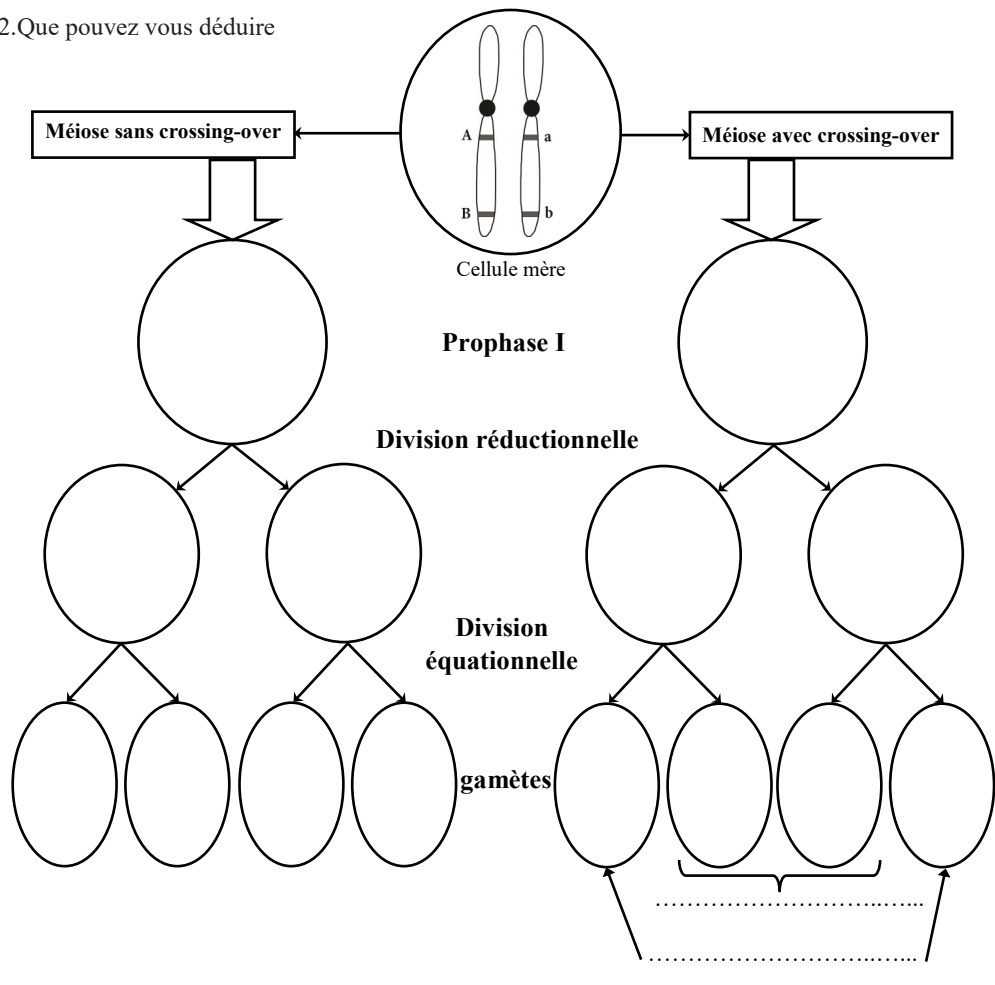 2.Que pouvez vous déduire
Méiose sans crossing-over
Méiose avec crossing-over
A a
B b
Cellule mère
Prophase I
Division réductionnelle
Division
équationnelle
gamètes